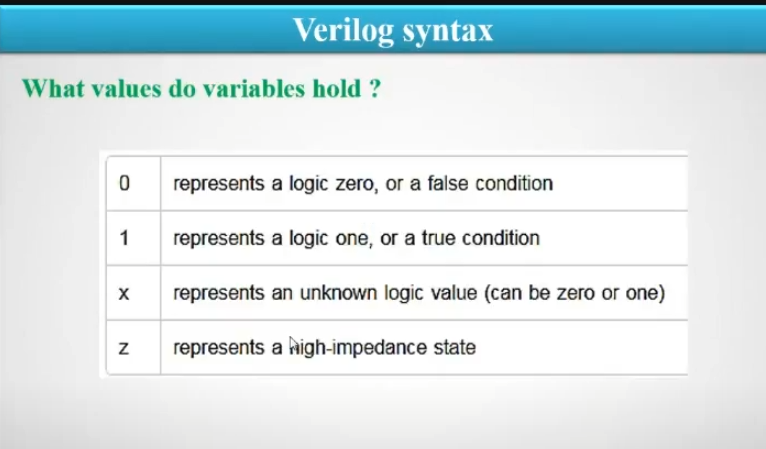 Verilog syntax
What values do variables hold ?
0 represents a logic zero, or a false condition
1 represents a logic one, or a true condition
x represents an unknown logic value (can be zero or one)
z represents a high-impedance state